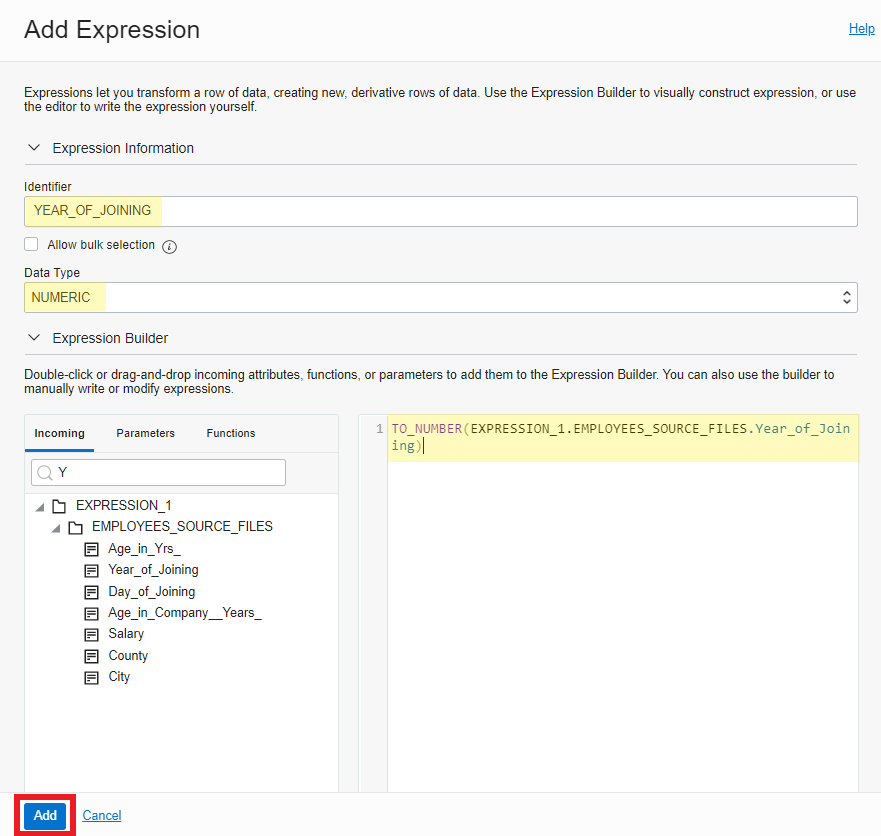 Add Expression
Help
Expressions let you transform a row of data, creating new, derivative rows of data. Use the Expression Builder to visually construct expression, or use
the editor to write the expression yourself.
Expression Information
Identifier
YEAR_OF_JOINING
Allow bulk selection
Data Type
NUMERIC
Expression Builder
Double-click or drag-and-drop incoming attributes, functions, or parameters to add them to the Expression Builder. You can also use the builder to
manually write or modify expressions.
Incoming Parameters Functions
Y
EXPRESSION_1
EMPLOYEES_SOURCE_FILES
Age_in_Yrs_
Year_of_Joining
Day_of_Joining
Age_in_Company__Years_
Salary
County
City
1 TO_NUMBER(EXPRESSION_1.EMPLOYEES_SOURCE_FILES.Year_of_Join
ing)
Add Cancel